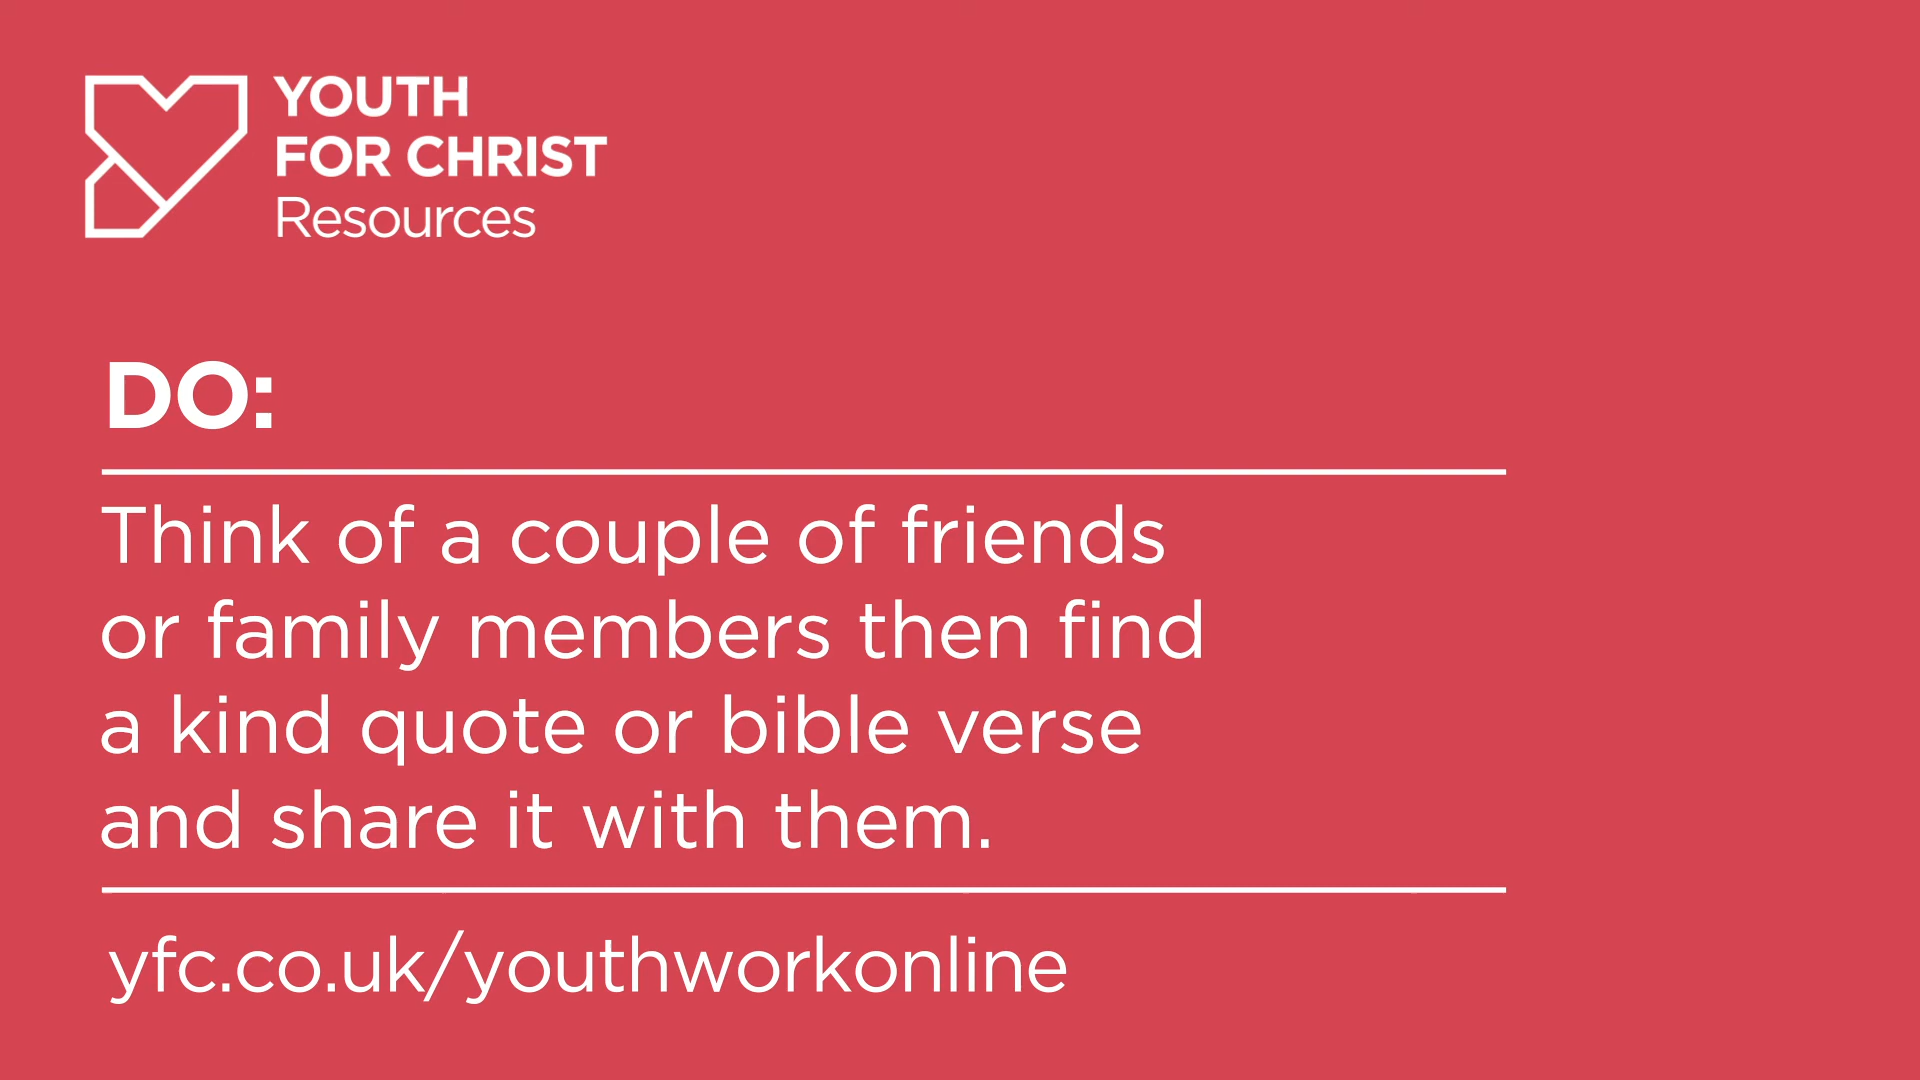 YOUTH
FOR CHRIST
Resources
DO:
Think of a couple of friends
or family members then find
a kind quote or bible verse
and share it with them.
yfc.co.uk/youthworkonline